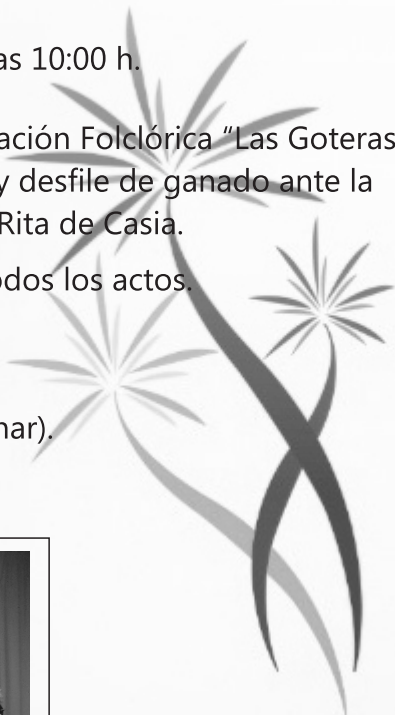 as 10:00 h.
ación Folclórica “Las Goteras
y desfile de ganado ante la
Rita de Casia.
odos los actos.
nar).